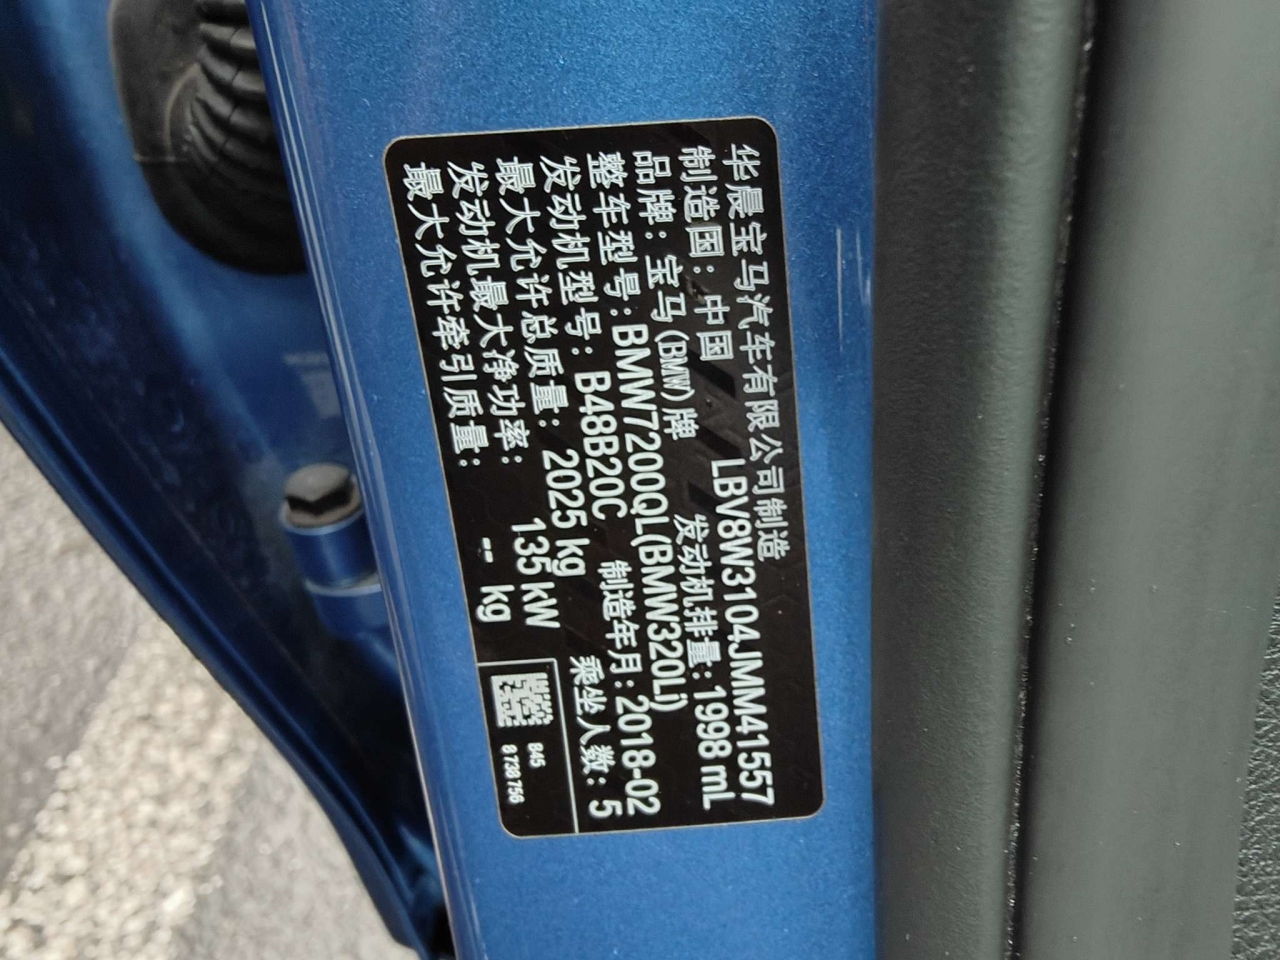 华晨宝马汽车有限公司制造
制造国：中国 LBV8W3104JMM41557
品牌：宝马(BMW)牌 发动机排量：1998 mL
整车型号：BMW7200QL(BMW320Li)
发动机型号：B48B20C 制造年月：2018-02
最大允许总质量： 2025 kg 乘坐人数：5
发动机最大净功率： 135 kW
最大允许牵引质量： -- kg
B45
8 738 756